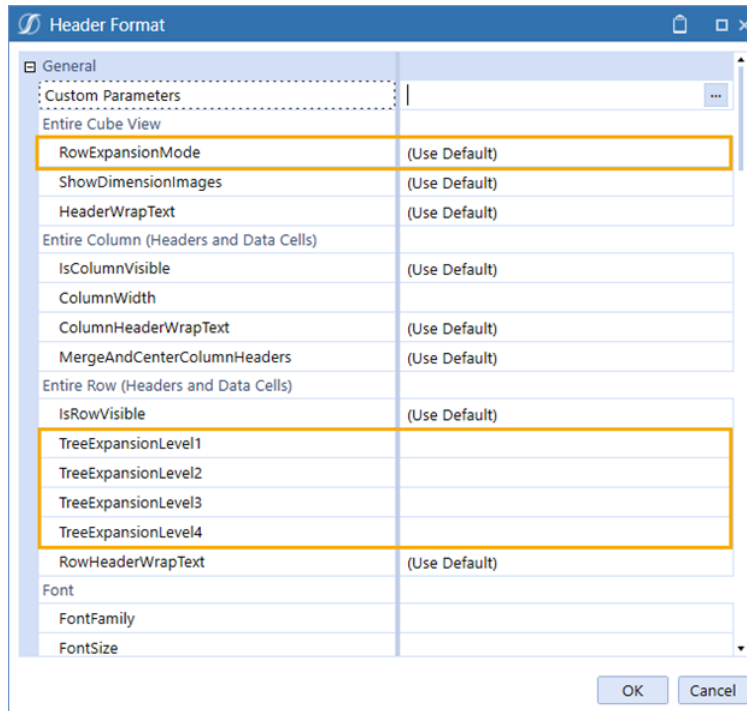 Header Format
General
Custom Parameters ...
Entire Cube View
RowExpansionMode (Use Default)
ShowDimensionImages (Use Default)
HeaderWrapText (Use Default)
Entire Column (Headers and Data Cells)
IsColumnVisible (Use Default)
ColumnWidth
ColumnHeaderWrapText (Use Default)
MergeAndCenterColumnHeaders (Use Default)
Entire Row (Headers and Data Cells)
IsRowVisible (Use Default)
TreeExpansionLevel1
TreeExpansionLevel2
TreeExpansionLevel3
TreeExpansionLevel4
RowHeaderWrapText (Use Default)
Font
FontFamily
FontSize
OK Cancel